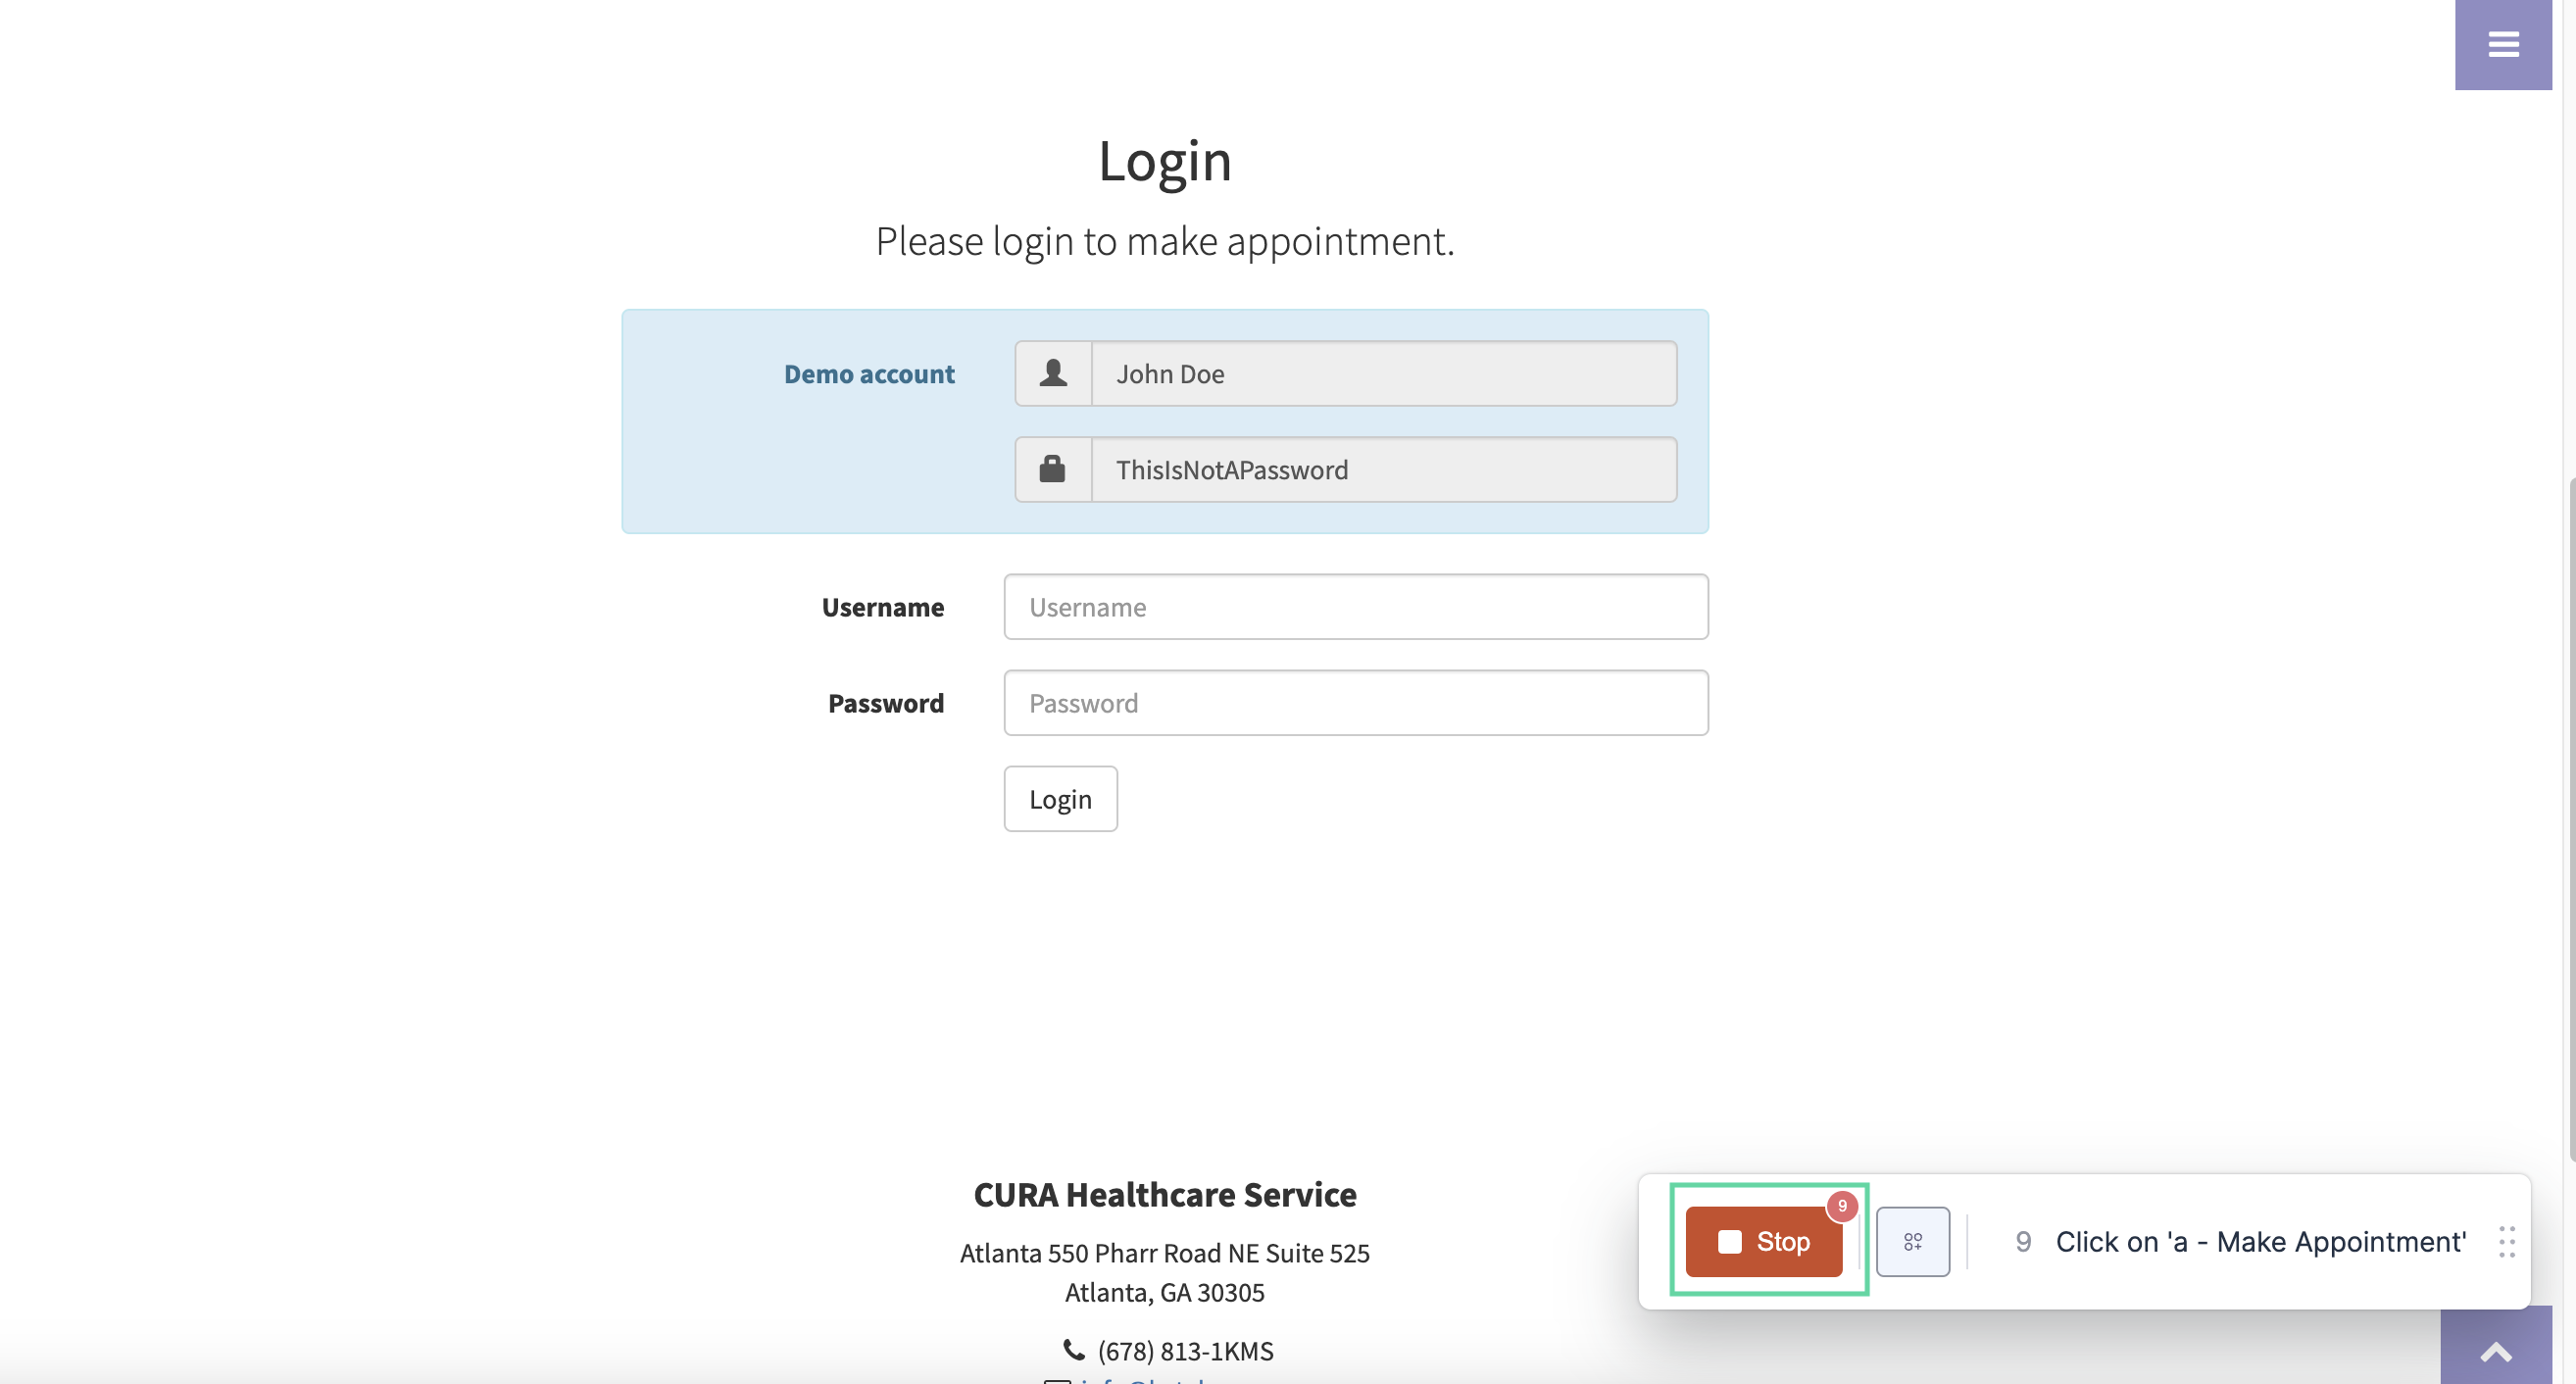 Login
Please login to make appointment.
Demo account
John Doe
ThisIsNotAPassword
Username
Username
Password
Password
Login
CURA Healthcare Service
Atlanta 550 Pharr Road NE Suite 525
Atlanta, GA 30305
(678) 813-1KMS
Stop
9
9 Click on 'a - Make Appointment'